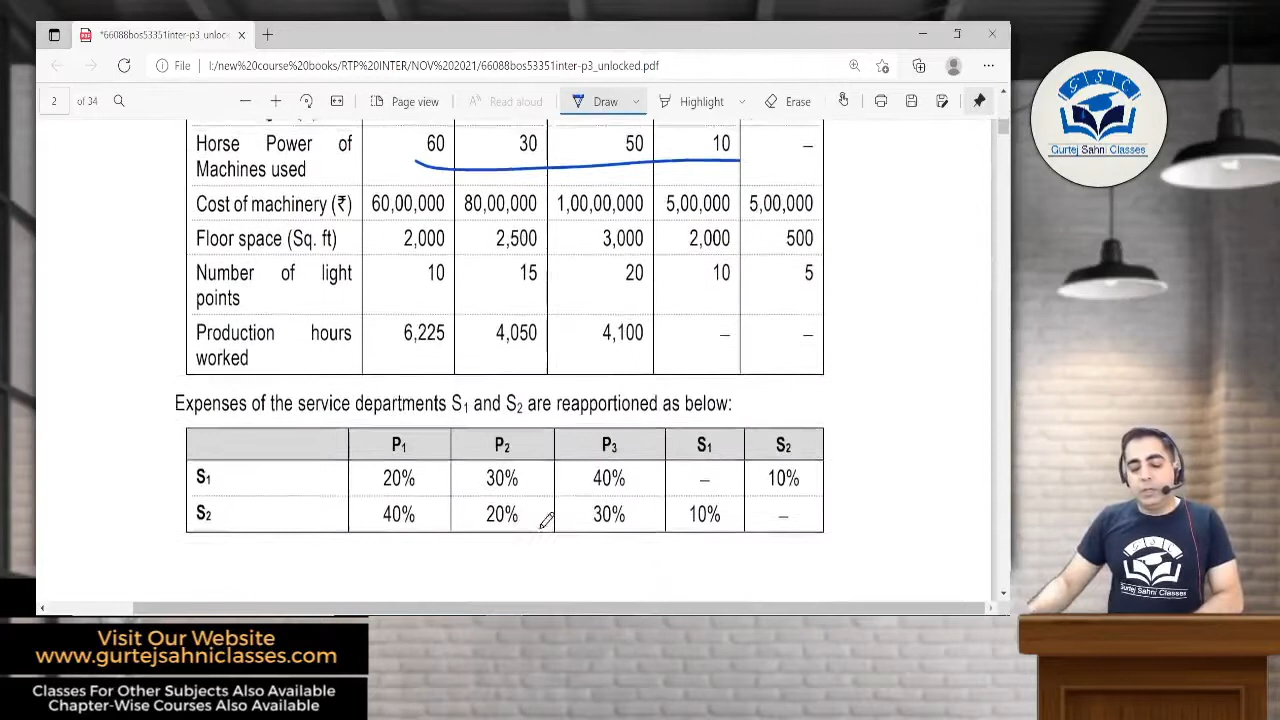 *66088bos53351inter-p3_unlock
File I:/new%20course%20books/RTP%20INTER/NOV%202021/66088bos53351inter-p3_unlocked.pdf
2 of 34 Page view Read aloud Draw Highlight Erase
Horse Power of Machines used 60 30 50 10 –
Cost of machinery (₹) 60,00,000 80,00,000 1,00,00,000 5,00,000 5,00,000
Floor space (Sq. ft) 2,000 2,500 3,000 2,000 500
Number of light points 10 15 20 10 5
Production hours worked 6,225 4,050 4,100 – –
Expenses of the service departments S1 and S2 are reapportioned as below:
P1 P2 P3 S1 S2
S1 20% 30% 40% – 10%
S2 40% 20% 30% 10% –
G S C
Gurtej Sahni Classes
G S C
Gurtej Sahni Classes
Visit Our Website
www.gurtejsahniclasses.com
Classes For Other Subjects Also Available
Chapter-Wise Courses Also Available